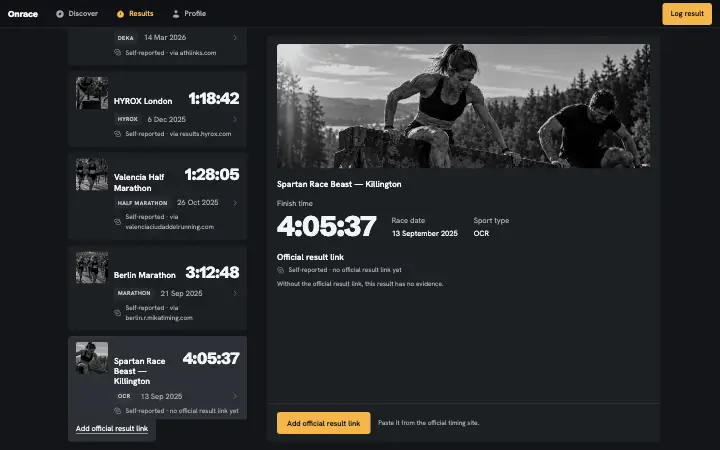 Onrace
Discover
Results
Profile
Log result
DEKA
14 Mar 2026
Self-reported · via athlinks.com
HYROX London
1:18:42
HYROX
6 Dec 2025
Self-reported · via results.hyrox.com
Valencia Half
Marathon
1:28:05
HALF MARATHON
26 Oct 2025
Self-reported · via
valenciaciudaddelrunning.com
Berlin Marathon
3:12:48
MARATHON
21 Sep 2025
Self-reported · via
berlin.r.mikatiming.com
Spartan Race
Beast —
Killington
4:05:37
OCR
13 Sep 2025
Self-reported · no official result link yet
Add official result link
Spartan Race Beast — Killington
Finish time
4:05:37
Race date
13 September 2025
Sport type
OCR
Official result link
Self-reported · no official result link yet
Without the official result link, this result has no evidence.
Add official result link
Paste it from the official timing site.